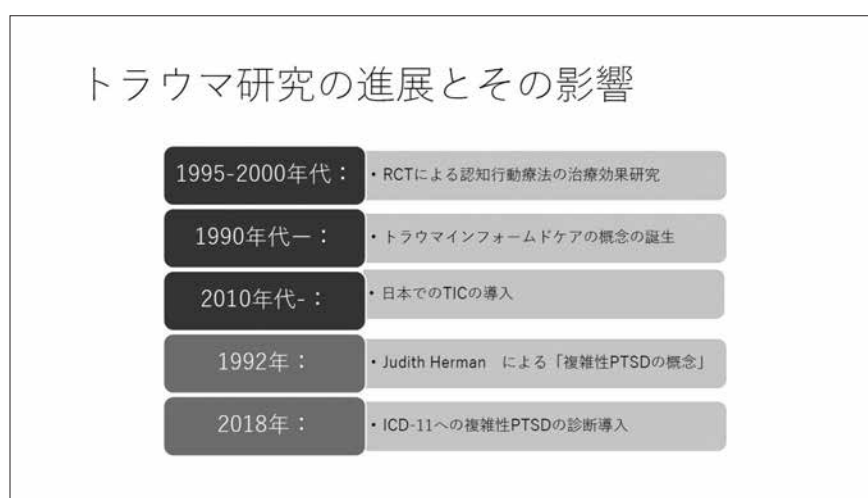 トラウマ研究の進展とその影響
1995-2000年代：
・RCTによる認知行動療法の治療効果研究
1990年代ー：
・トラウマインフォームドケアの概念の誕生
2010年代-：
・日本でのTICの導入
1992年：
・Judith Herman　による「複雑性PTSDの概念」
2018年：
・ICD-11への複雑性PTSDの診断導入